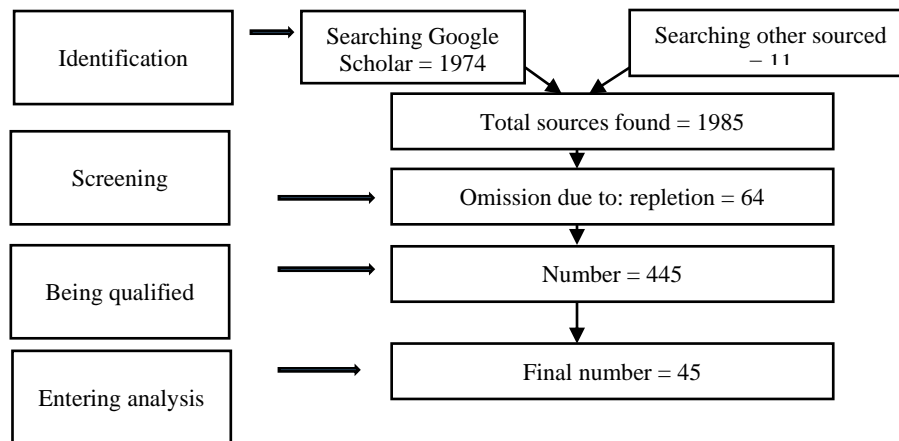 Identification
Searching Google
Scholar = 1974
Searching other sourced
= 11
Total sources found = 1985
Screening
Omission due to: repletion = 64
Being qualified
Number = 445
Entering analysis
Final number = 45